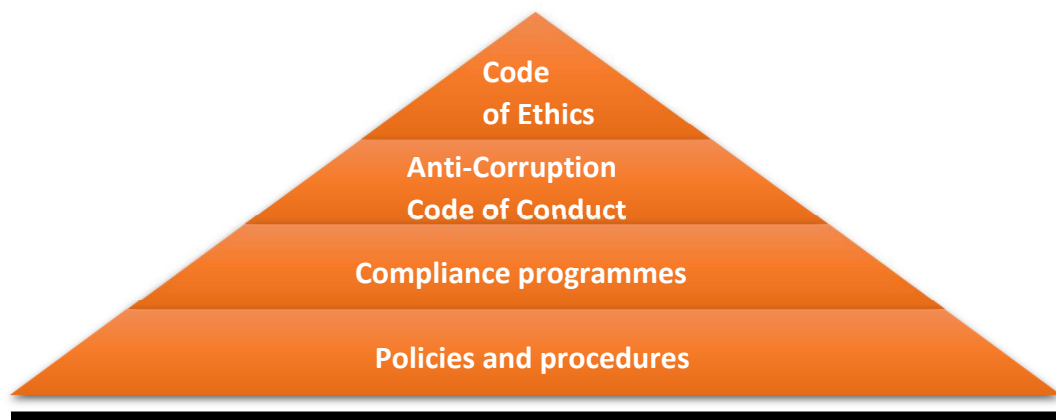 Code
of Ethics
Anti-Corruption
Code of Conduct
Compliance programmes
Policies and procedures